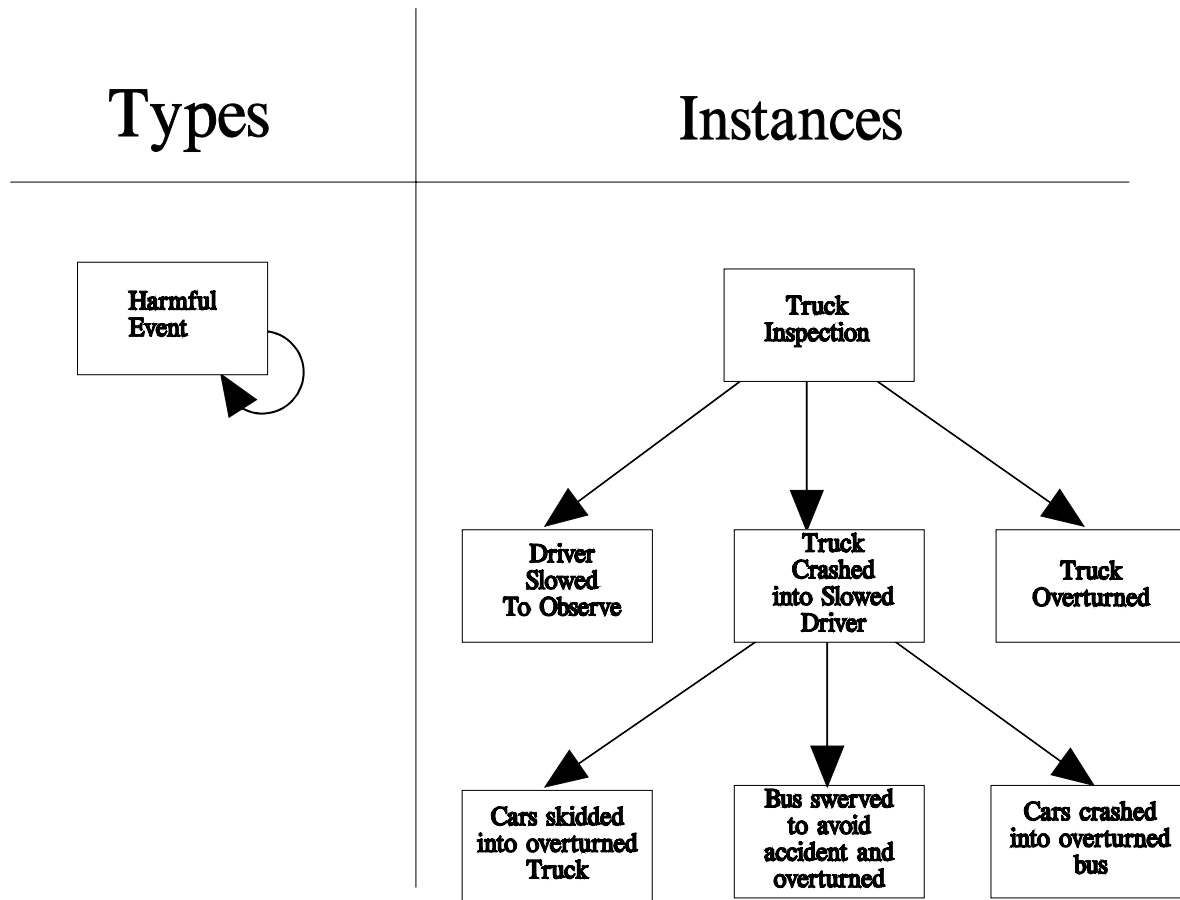 Types
Instances
Harmful
Event
Truck
Inspection
Driver
Slowed
To Observe
Truck
Crashed
into Slowed
Driver
Truck
Overturned
Cars skidded
into overturned
Truck
Bus swerved
to avoid
accident and
overturned
Cars crashed
into overturned
bus